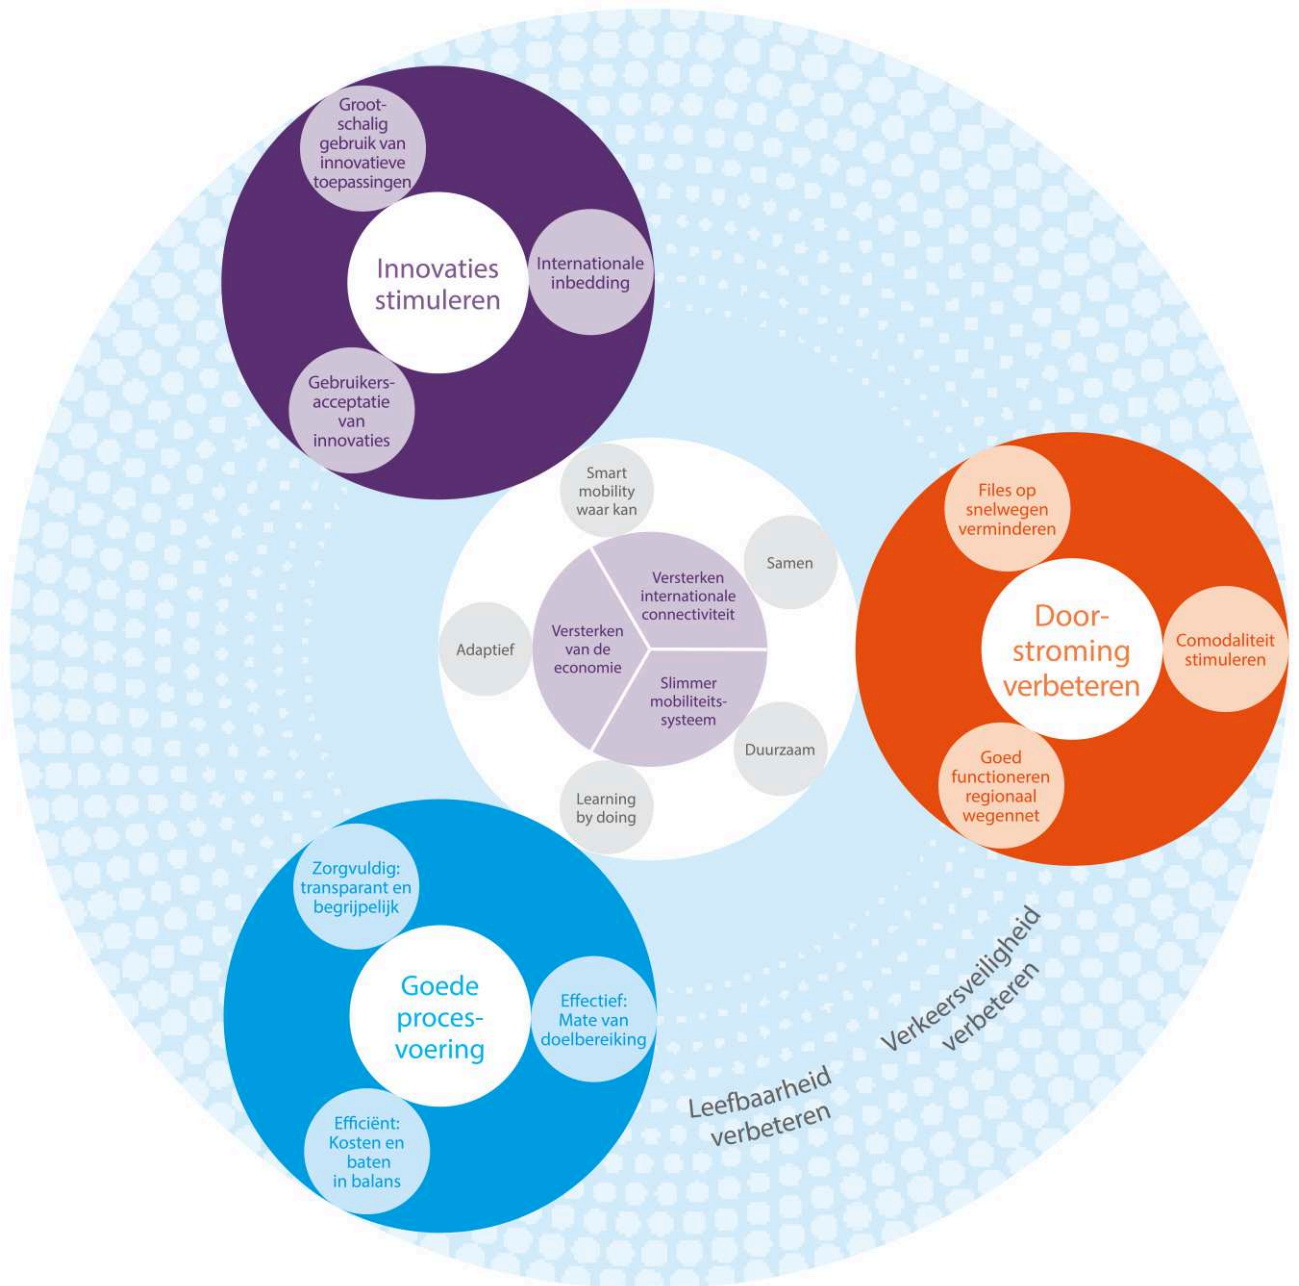 Groot-
schalig
gebruik van
innovatieve
toepassingen
Innovaties
stimuleren
Internationale
inbedding
Gebruikers-
acceptatie
van
innovaties
Smart
mobility
waar kan
Samen
Adaptief
Duurzaam
Learning
by doing
Versterken
internationale
connectiviteit
Versterken
van de
economie
Slimmer
mobiliteits-
systeem
Files op
snelwegen
verminderen
Door-
stroming
verbeteren
Comodaliteit
stimuleren
Goed
functioneren
regionaal
wegennet
Zorgvuldig:
transparant en
begrijpelijk
Goede
proces-
voering
Effectief:
Mate van
doelbereiking
Efficiënt:
Kosten en
baten
in balans
Verkeersveiligheid
verbeteren
Leefbaarheid
verbeteren